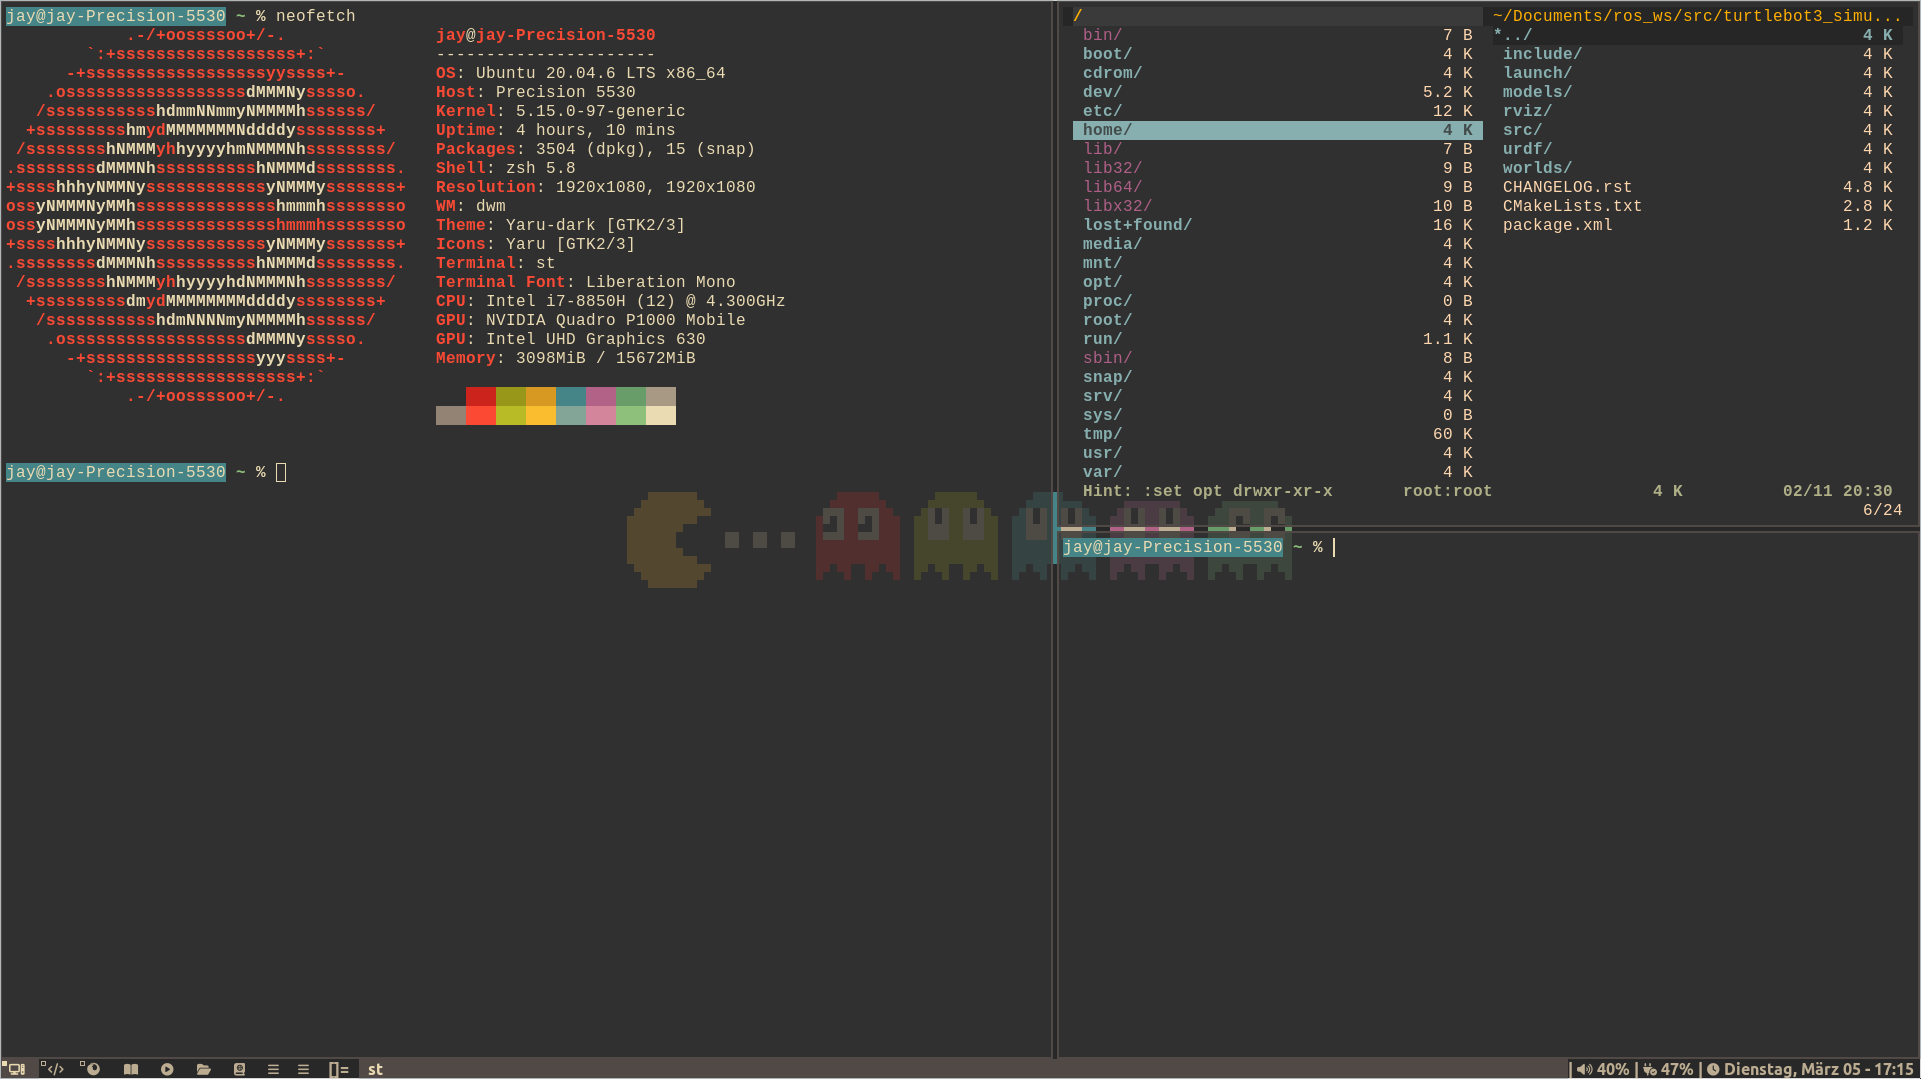 jay@jay-Precision-5530 ~ % neofetch
.-/+oossssoo+/-.
`:+ssssssssssssssssss+:`
-+ssssssssssssssssssyyssss+-
.ossssssssssssssssssdMMMNysssso.
/ssssssssssshdmmNNmmyNMMMMhssssss/
+ssssssssshmydMMMMMMMNddddyssssssss+
/sssssssshNMMMyhhyyyyhmNMMMNhssssssss/
.ssssssssdMMMNhsssssssssshNMMMdssssssss.
+sssshhhyNMMNyssssssssssssyNMMMysssssss+
ossyNMMMNyMMhsssssssssssssshmmmhssssssso
ossyNMMMNyMMhsssssssssssssshmmmhssssssso
+sssshhhyNMMNyssssssssssssyNMMMysssssss+
.ssssssssdMMMNhsssssssssshNMMMdssssssss.
/sssssssshNMMMyhhyyyyhdNMMMNhssssssss/
+sssssssssdmydMMMMMMMMddddyssssssss+
/ssssssssssshdmNNNNmyNMMMMhssssss/
.ossssssssssssssssssdMMMNysssso.
-+sssssssssssssssssyyyssss+-
`:+ssssssssssssssssss+:`
.-/+oossssoo+/-.
jay@jay-Precision-5530
----------------------
OS: Ubuntu 20.04.6 LTS x86_64
Host: Precision 5530
Kernel: 5.15.0-97-generic
Uptime: 4 hours, 10 mins
Packages: 3504 (dpkg), 15 (snap)
Shell: zsh 5.8
Resolution: 1920x1080, 1920x1080
WM: dwm
Theme: Yaru-dark [GTK2/3]
Icons: Yaru [GTK2/3]
Terminal: st
Terminal Font: Liberation Mono
CPU: Intel i7-8850H (12) @ 4.300GHz
GPU: NVIDIA Quadro P1000 Mobile
GPU: Intel UHD Graphics 630
Memory: 3098MiB / 15672MiB
jay@jay-Precision-5530 ~ %
/
bin/ 7 B
boot/ 4 K
cdrom/ 4 K
dev/ 5.2 K
etc/ 12 K
home/ 4 K
lib/ 7 B
lib32/ 9 B
lib64/ 9 B
libx32/ 10 B
lost+found/ 16 K
media/ 4 K
mnt/ 4 K
opt/ 4 K
proc/ 0 B
root/ 4 K
run/ 1.1 K
sbin/ 8 B
snap/ 4 K
srv/ 4 K
sys/ 0 B
tmp/ 60 K
usr/ 4 K
var/ 4 K
~/Documents/ros_ws/src/turtlebot3_simu...
*../ 4 K
include/ 4 K
launch/ 4 K
models/ 4 K
rviz/ 4 K
src/ 4 K
urdf/ 4 K
worlds/ 4 K
CHANGELOG.rst 4.8 K
CMakeLists.txt 2.8 K
package.xml 1.2 K
Hint: :set opt drwxr-xr-x root:root 4 K 02/11 20:30
6/24
jay@jay-Precision-5530 ~ %
[]= st
| 40% | 47% | Dienstag, März 05 - 17:15